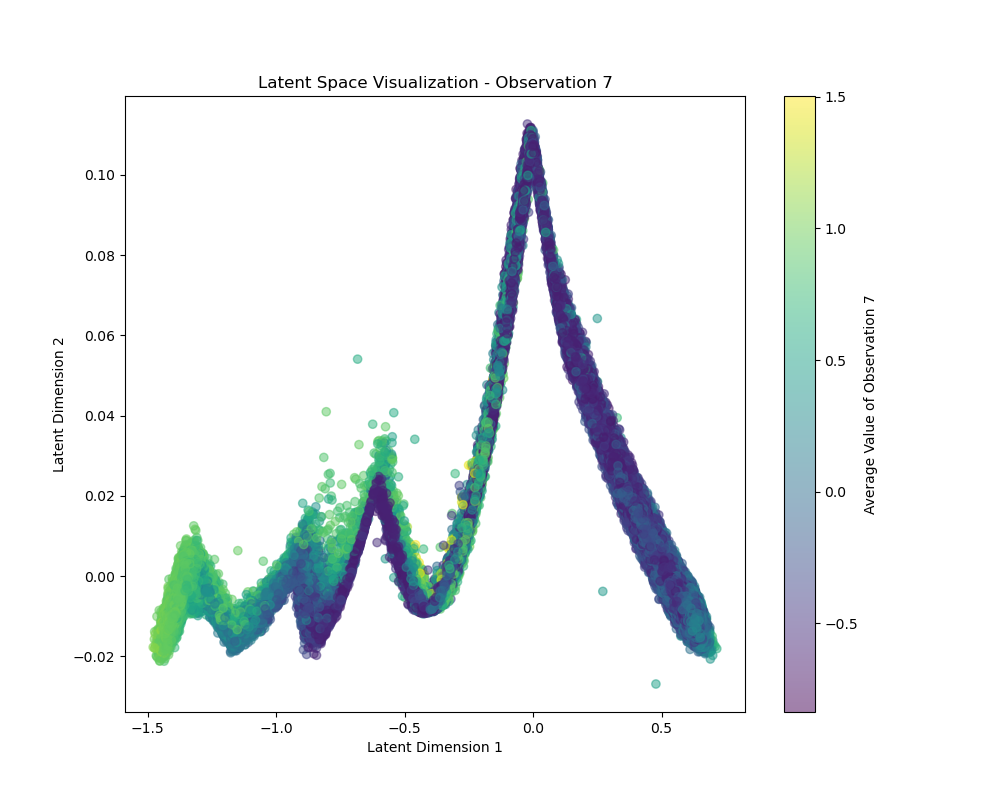 Latent Space Visualization - Observation 7
0.10
0.08
0.06
0.04
0.02
0.00
−0.02
Latent Dimension 2
−1.5 −1.0 −0.5 0.0 0.5
Latent Dimension 1
1.5
1.0
0.5
0.0
−0.5
Average Value of Observation 7